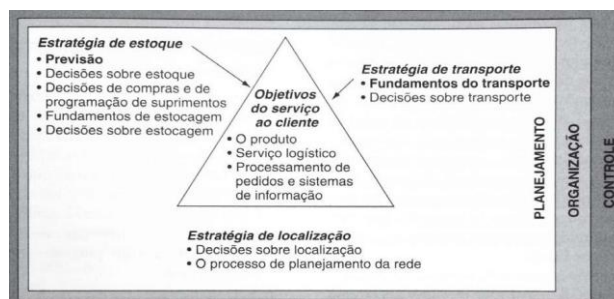 Estratégia de estoque
• Previsão
• Decisões sobre estoque
• Decisões de compras e de
programação de suprimentos
• Fundamentos de estocagem
• Decisões sobre estocagem
Objetivos
do serviço
ao cliente
• O produto
• Serviço logístico
• Processamento de
pedidos e sistemas
de informação
Estratégia de transporte
• Fundamentos do transporte
• Decisões sobre transporte
Estratégia de localização
• Decisões sobre localização
• O processo de planejamento da rede
PLANEJAMENTO
ORGANIZAÇÃO
CONTROLE